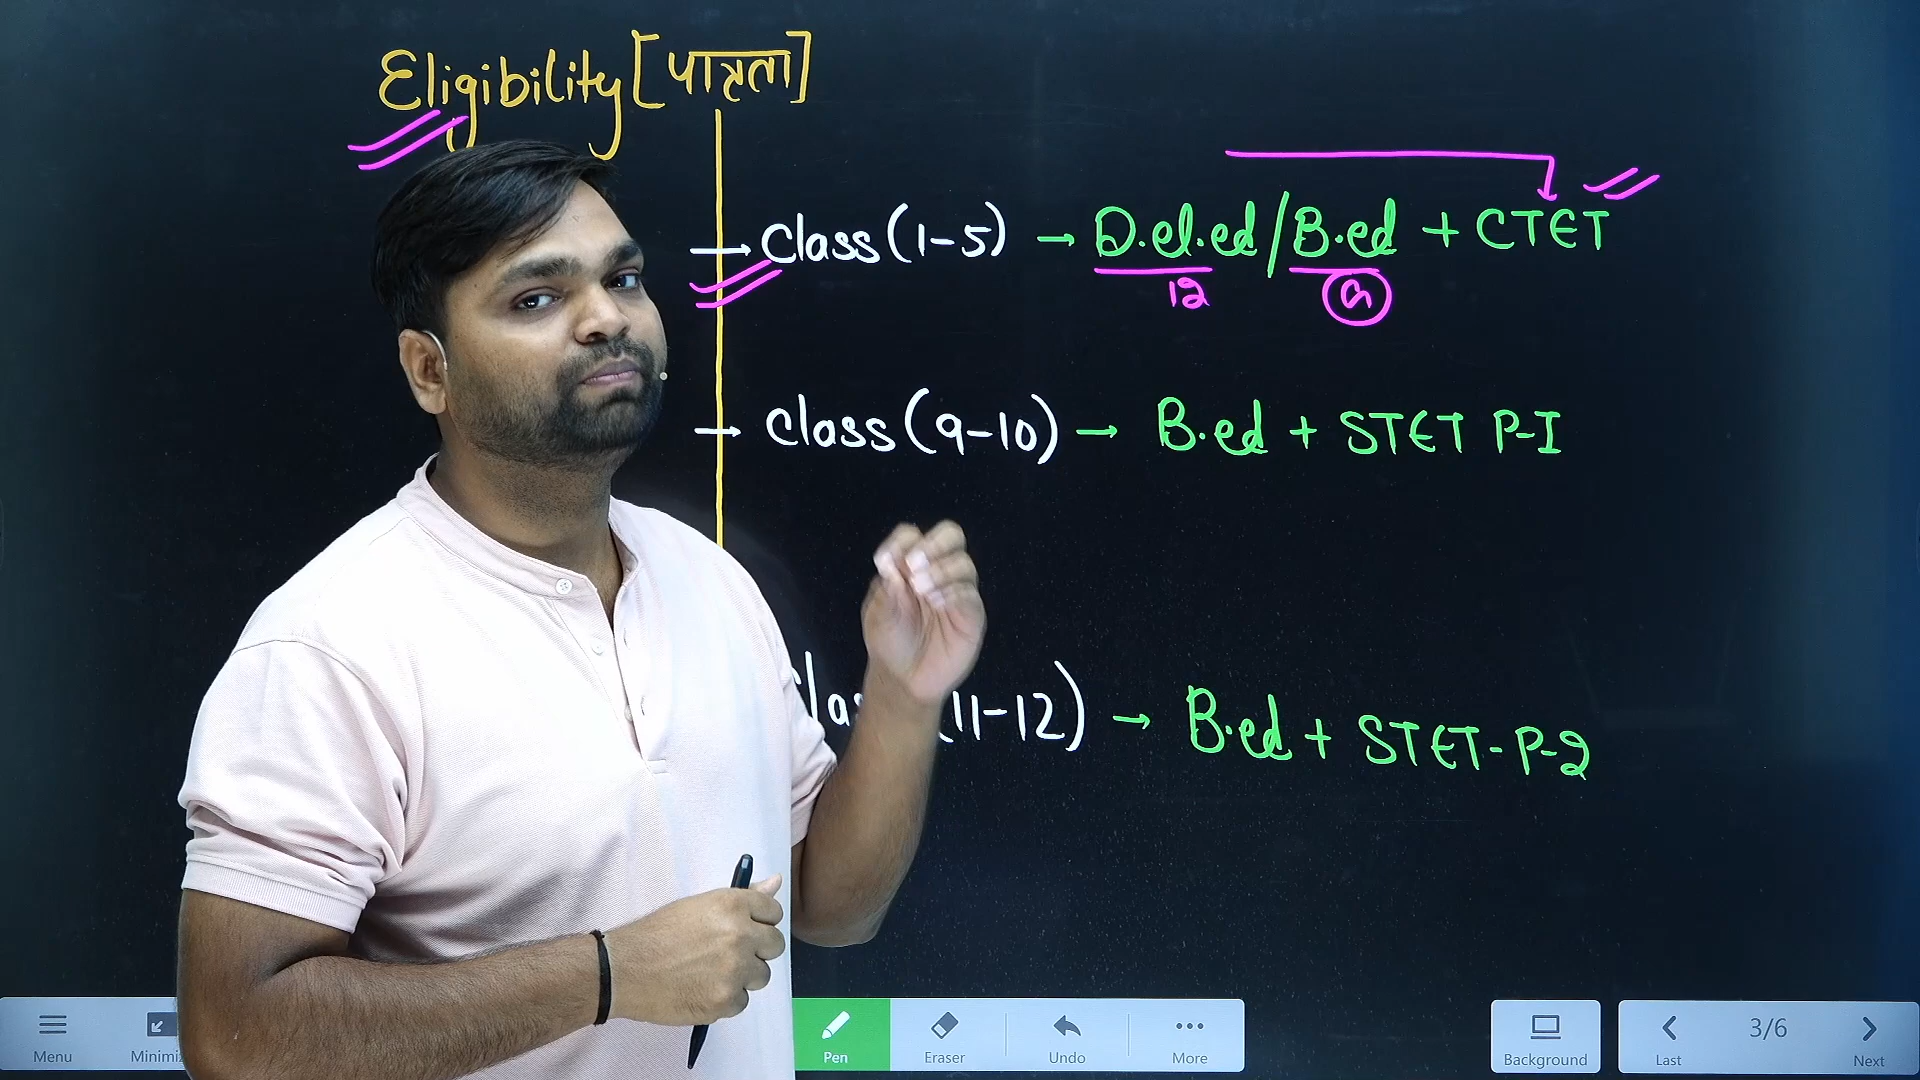 Eligibility [पात्रता]
→ Class (1-5) → D.el.ed / B.ed + CTET
12
→ Class (9-10) → B.ed + STET P-I
(11-12) → B.ed + STET-P-2
Menu
Pen Eraser Undo More
Background
Last 3/6 Next